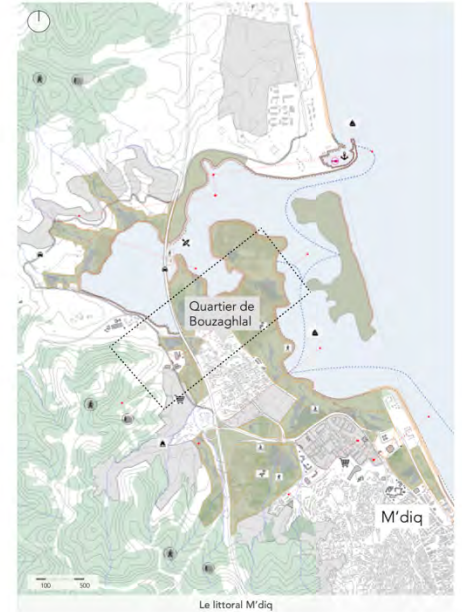 Quartier de
Bouzaghlal
M'diq
100 500
Le littoral M'diq